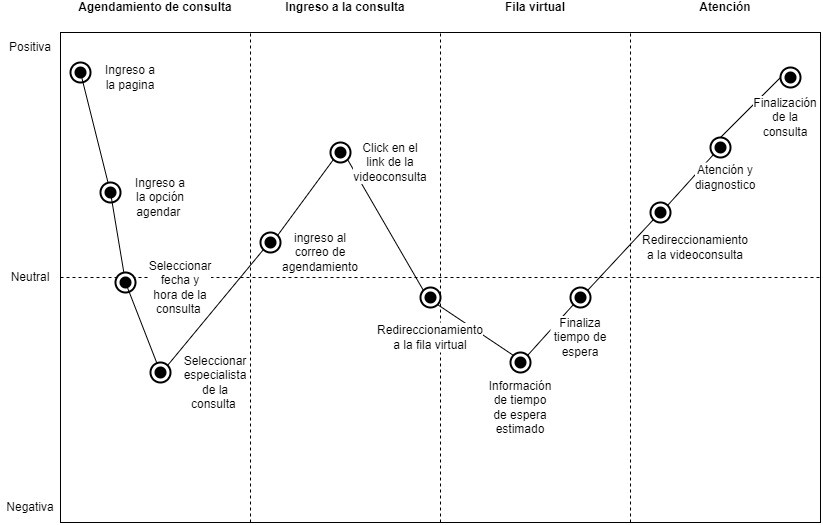 Agendamiento de consulta
Ingreso a la consulta
Fila virtual
Atención
Positiva
Neutral
Negativa
Ingreso a
la pagina
Ingreso a
la opción
agendar
Seleccionar
fecha y
hora de la
consulta
Seleccionar
especialista
de la
consulta
ingreso al
correo de
agendamiento
Click en el
link de la
videoconsulta
Redireccionamiento
a la fila virtual
Información
de tiempo
de espera
estimado
Finaliza
tiempo de
espera
Redireccionamiento
a la videoconsulta
Atención y
diagnostico
Finalización
de la
consulta